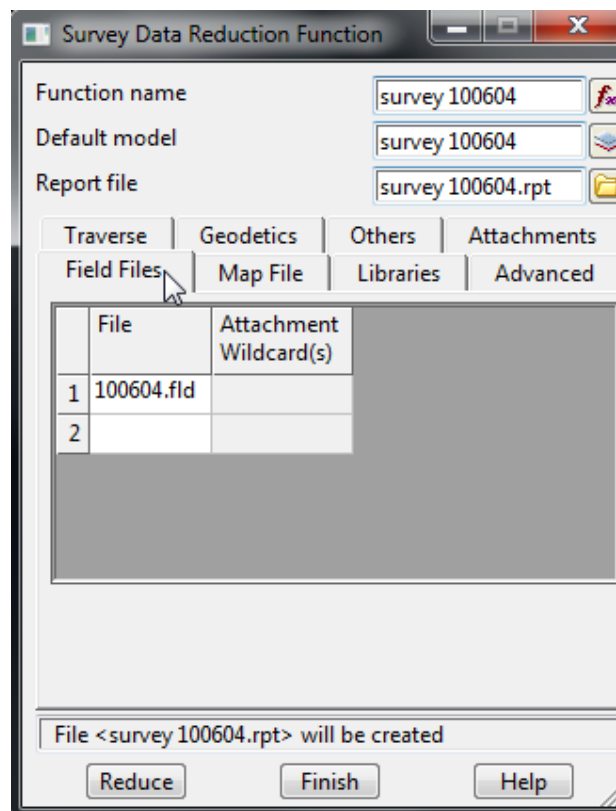 Survey Data Reduction Function
Function name survey 100604
Default model survey 100604
Report file survey 100604.rpt
Traverse Geodetics Others Attachments
Field Files Map File Libraries Advanced
File Attachment
Wildcard(s)
1 100604.fld
2
File <survey 100604.rpt> will be created
Reduce Finish Help